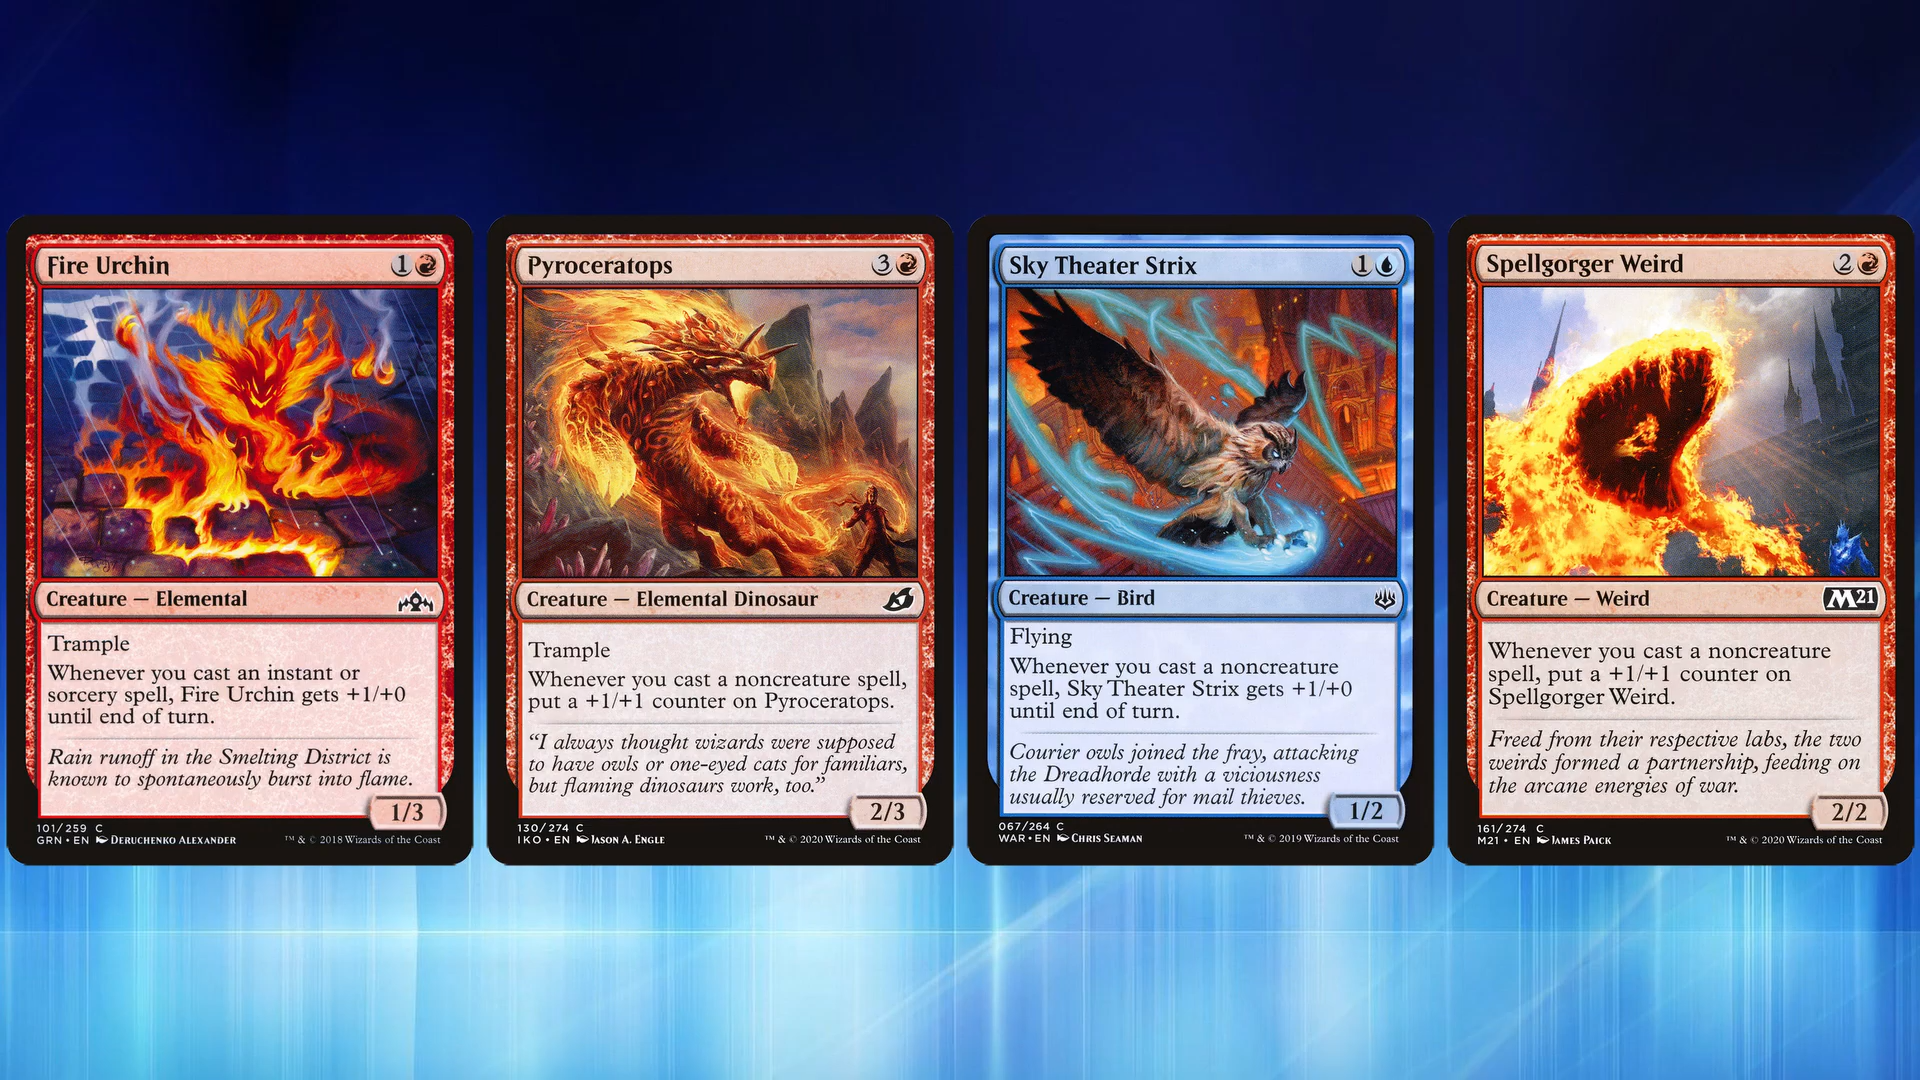 Fire Urchin
1
Creature — Elemental
Trample
Whenever you cast an instant or
sorcery spell, Fire Urchin gets +1/+0
until end of turn.
Rain runoff in the Smelting District is
known to spontaneously burst into flame.
1/3
101/259 C
GRN • EN DERUCHENKO ALEXANDER
™ & © 2018 Wizards of the Coast
Pyroceratops
3
Creature — Elemental Dinosaur
Trample
Whenever you cast a noncreature spell,
put a +1/+1 counter on Pyroceratops.
“I always thought wizards were supposed
to have owls or one-eyed cats for familiars,
but flaming dinosaurs work, too.”
2/3
130/274 C
IKO • EN JASON A. ENGLE
™ & © 2020 Wizards of the Coast
Sky Theater Strix
1
Creature — Bird
Flying
Whenever you cast a noncreature
spell, Sky Theater Strix gets +1/+0
until end of turn.
Courier owls joined the fray, attacking
the Dreadhorde with a viciousness
usually reserved for mail thieves.
1/2
067/264 C
WAR • EN CHRIS SEAMAN
™ & © 2019 Wizards of the Coast
Spellgorger Weird
2
Creature — Weird
M21
Whenever you cast a noncreature
spell, put a +1/+1 counter on
Spellgorger Weird.
Freed from their respective labs, the two
weirds formed a partnership, feeding on
the arcane energies of war.
2/2
161/274 C
M21 • EN JAMES PAICK
™ & © 2020 Wizards of the Coast